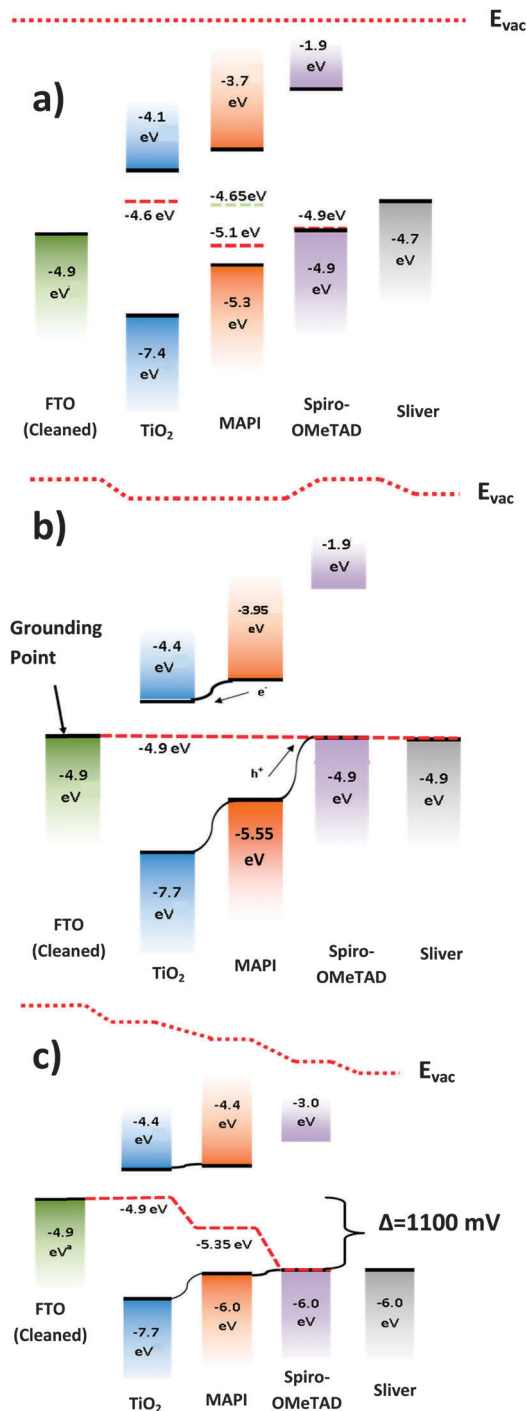 E_vac
a)
-1.9
eV
-3.7
eV
-4.1
eV
-4.65eV
-4.6 eV
-5.1 eV
-4.9eV
-4.9
eV
-4.9
eV
-4.7
eV
-5.3
eV
-7.4
eV
FTO
(Cleaned)
TiO₂
MAPI
Spiro-
OMeTAD
Sliver
E_vac
b)
-1.9
eV
-3.95
eV
-4.4
eV
Grounding
Point
e⁻
-4.9 eV
h⁺
-4.9
eV
-4.9
eV
-4.9
eV
-5.55
eV
-7.7
eV
FTO
(Cleaned)
TiO₂
MAPI
Spiro-
OMeTAD
Sliver
E_vac
c)
-4.4
eV
-4.4
eV
-3.0
eV
-4.9 eV
-4.9
eVᵃ
-5.35 eV
Δ=1100 mV
-7.7
eV
-6.0
eV
-6.0
eV
-6.0
eV
FTO
(Cleaned)
TiO₂
MAPI
Spiro-
OMeTAD
Sliver